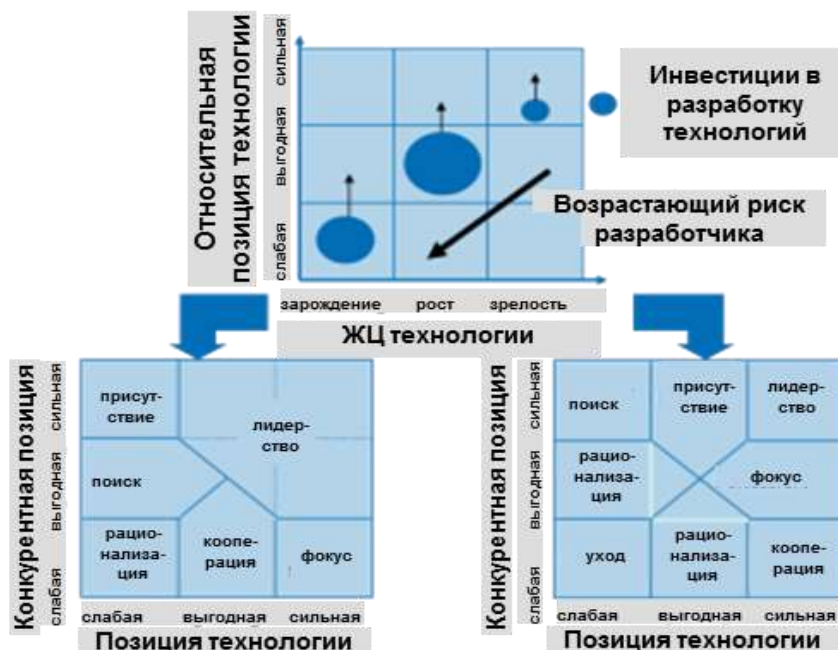 Относительная
позиция технологии
слабая
выгодная
сильная
Инвестиции в
разработку
технологий
Возрастающий риск
разработчика
зарождение
рост
зрелость
ЖЦ технологии
Конкурентная позиция
слабая
выгодная
сильная
присут-
ствие
лидер-
ство
поиск
рацио-
нализа-
ция
коопе-
рация
фокус
слабая
выгодная
сильная
Позиция технологии
Конкурентная позиция
слабая
выгодная
сильная
поиск
присут-
ствие
лидер-
ство
рацио-
нализа-
ция
фокус
уход
рацио-
нализа-
ция
коопе-
рация
слабая
выгодная
сильная
Позиция технологии